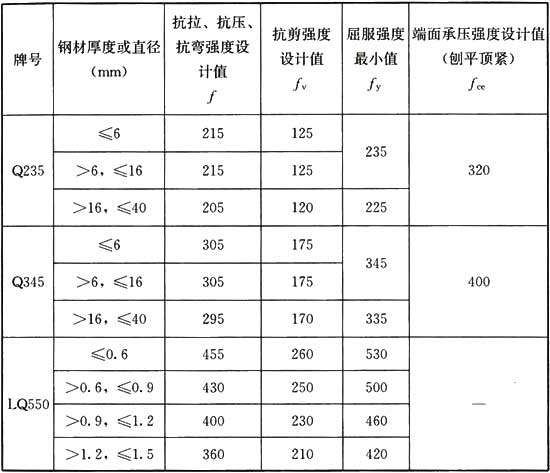 牌号 钢材厚度或直径（mm） 抗拉、抗压、抗弯强度设计值 f 抗剪强度设计值 fv 屈服强度最小值 fy 端面承压强度设计值（刨平顶紧） fce
Q235 ≤6 215 125 235 320
>6，≤16 215 125
>16，≤40 205 120 225
Q345 ≤6 305 175 345 400
>6，≤16 305 175
>16，≤40 295 170 335
LQ550 ≤0.6 455 260 530 —
>0.6，≤0.9 430 250 500
>0.9，≤1.2 400 230 460
>1.2，≤1.5 360 210 420